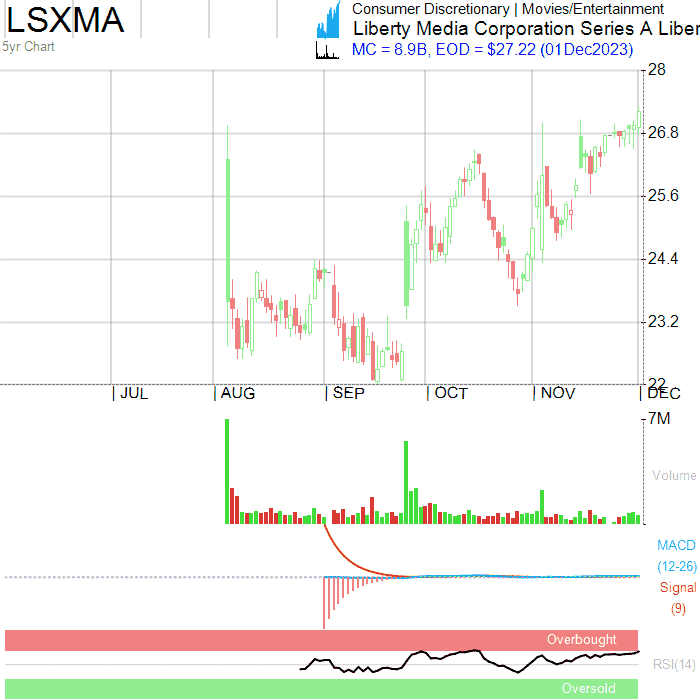 LSXMA
5yr Chart
Consumer Discretionary | Movies/Entertainment
Liberty Media Corporation Series A Liber
MC = 8.9B, EOD = $27.22 (01Dec2023)
28
26.8
25.6
24.4
23.2
22
JUL AUG SEP OCT NOV DEC
7M
Volume
MACD
(12-26)
Signal
(9)
Overbought
RSI(14)
Oversold